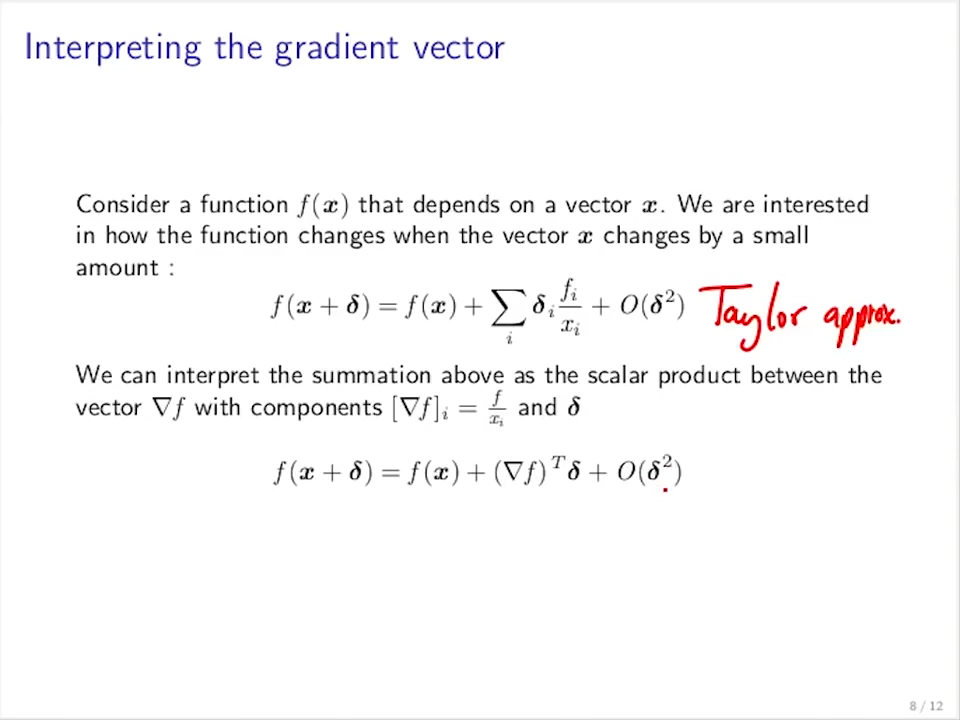 Interpreting the gradient vector
Consider a function f(x) that depends on a vector x. We are interested
in how the function changes when the vector x changes by a small
amount :
f(x + δ) = f(x) + ∑_i δ_i f_i/x_i + O(δ²) Taylor approx.
We can interpret the summation above as the scalar product between the
vector ∇f with components [∇f]_i = f/x_i and δ
f(x + δ) = f(x) + (∇f)^T δ + O(δ²)
8 / 12